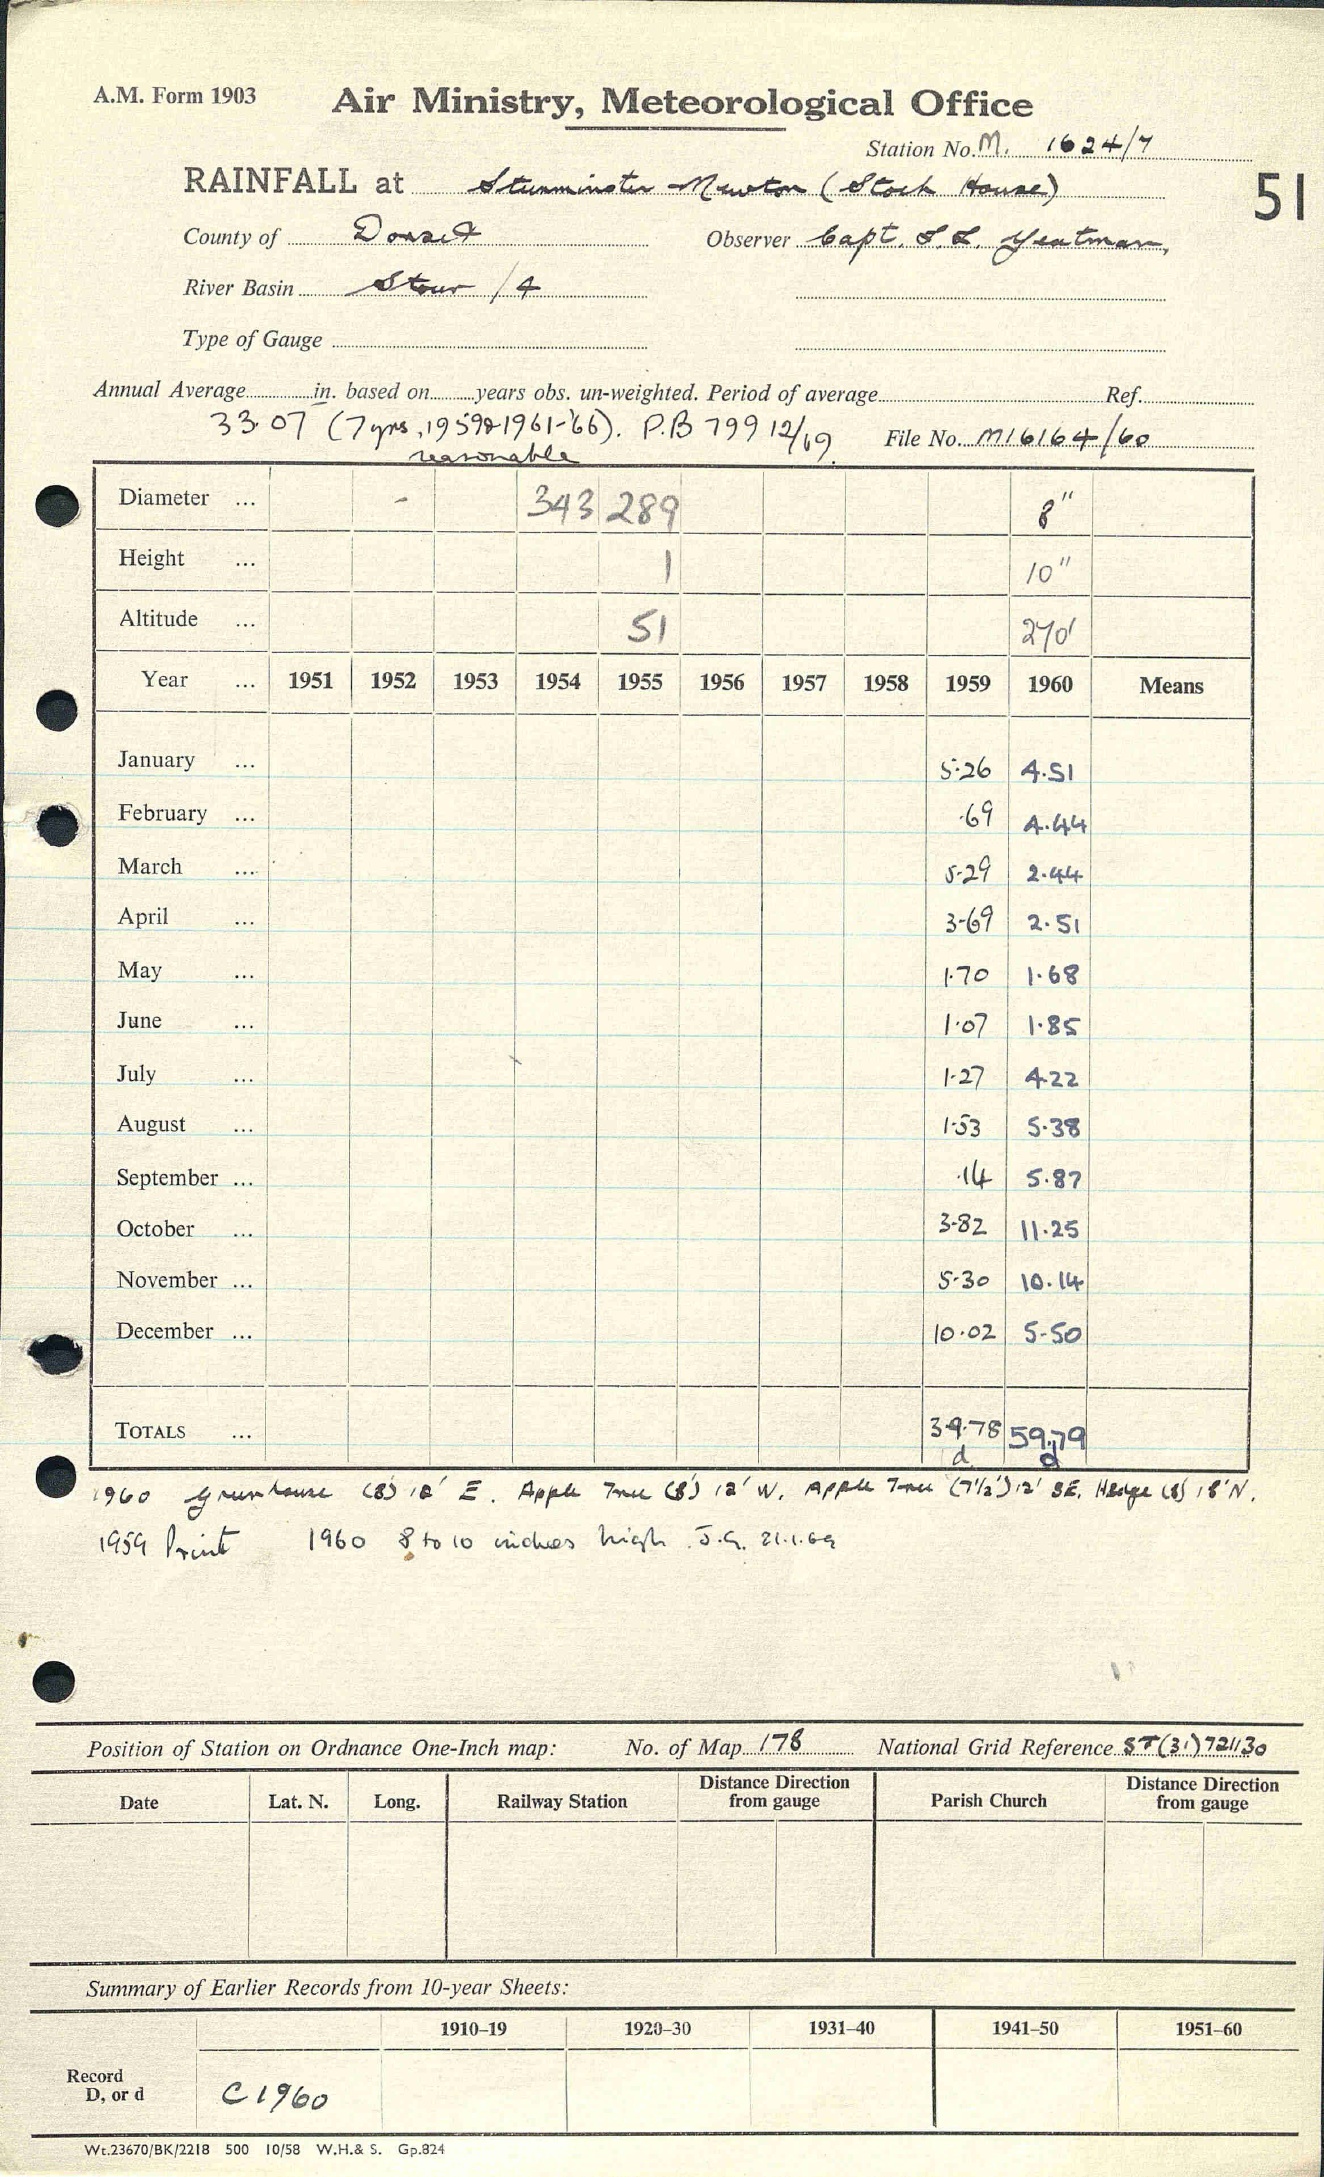 A.M. Form 1903
Air Ministry, Meteorological Office
Station No. M. 1624/7
RAINFALL at Sturminster Newton (Stock House)
51
County of Dorset Observer Capt. S.L. Yeatman,
River Basin Stour /4
Type of Gauge
Annual Average in. based on years obs. un-weighted. Period of average Ref.
33.07 (7 yrs, 1959&1961-'66). P.B 799 12/69 File No. M16164/60
reasonable
Diameter ... - 343 289 8"
Height ... 1 10"
Altitude ... 51 270'
Year ... 1951 1952 1953 1954 1955 1956 1957 1958 1959 1960 Means
January ... 5.26 4.51
February ... .69 4.44
March ... 5.29 2.44
April ... 3.69 2.51
May ... 1.70 1.68
June ... 1.07 1.85
July ... 1.27 4.22
August ... 1.53 5.38
September ... .14 5.87
October ... 3.82 11.25
November ... 5.30 10.14
December ... 10.02 5.50
TOTALS ... 39.78 59.79
d d
1960 Greenhouse (8') E. Apple Tree (8') 12' W. Apple Tree (7½') 12' SE. Hedge (8') 18' N.
1959 Print 1960 8 to 10 inches high J.G. 21.1.69
Position of Station on Ordnance One-Inch map: No. of Map 178 National Grid Reference ST(31)721130
Date Lat. N. Long. Railway Station Distance Direction from gauge Parish Church Distance Direction from gauge
Summary of Earlier Records from 10-year Sheets:
1910–19 1920–30 1931–40 1941–50 1951–60
Record
D, or d C1960
Wt.23670/BK/2218 500 10/58 W.H.& S. Gp.824